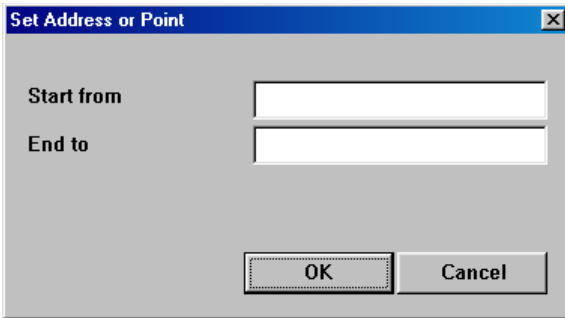 Set Address or Point
Start from
End to
OK Cancel